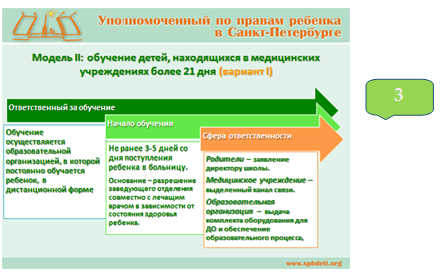 Уполномоченный по правам ребенка
в Санкт-Петербурге
Модель II: обучение детей, находящихся в медицинских
учреждениях более 21 дня (вариант I)
Ответственный за обучение
Обучение
осуществляется
образовательной
организацией, в которой
постоянно обучается
ребенок, в
дистанционной форме
Начало обучения
Не ранее 3-5 дней со
дня поступления
ребенка в больницу.
Основание – разрешение
заведующего отделения
совместно с лечащим
врачом в зависимости от
состояния здоровья
ребенка.
Сфера ответственности
Родители – заявление
директору школы.
Медицинское учреждение –
выделенный канал связи.
Образовательная
организация – выдача
комплекта оборудования для
ДО и обеспечение
образовательного процесса,
www.spbdeti.org
3